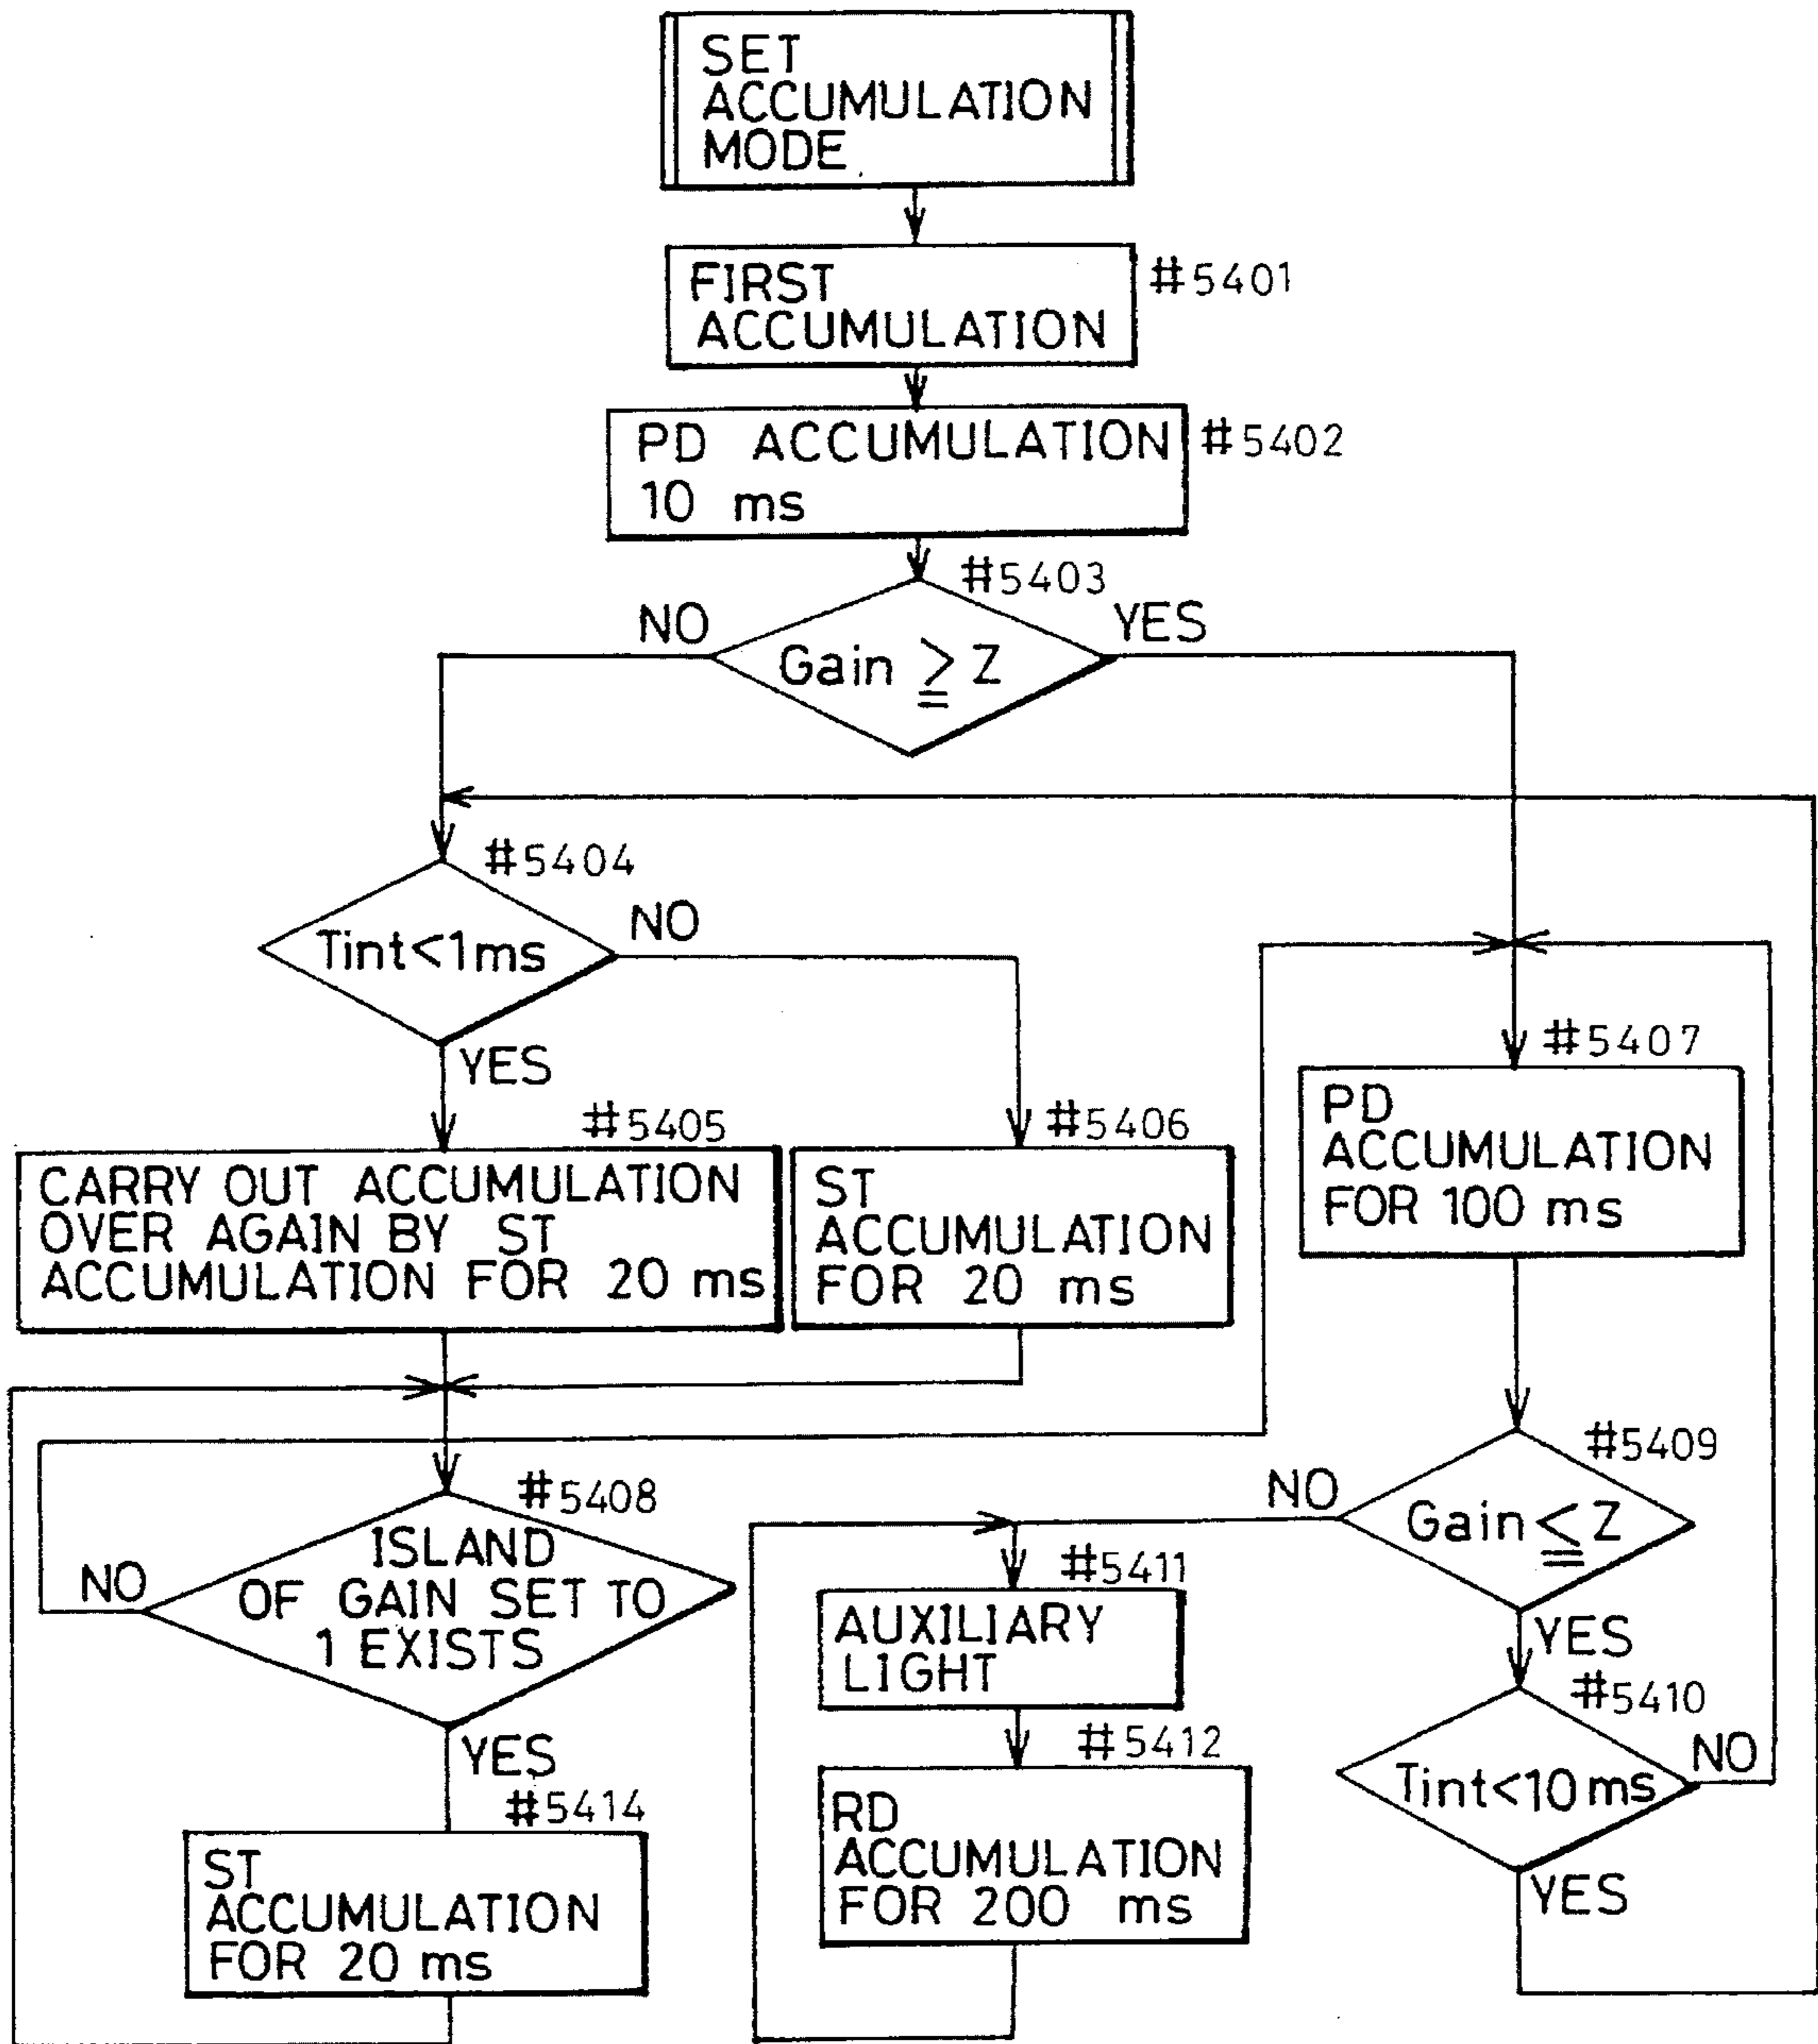 SET
ACCUMULATION
MODE
FIRST
ACCUMULATION
#5401
PD ACCUMULATION
10 ms
#5402
#5403
NO
YES
Gain ≧ Z
#5404
Tint<1ms
NO
YES
#5405
CARRY OUT ACCUMULATION
OVER AGAIN BY ST
ACCUMULATION FOR 20 ms
#5406
ST
ACCUMULATION
FOR 20 ms
#5407
PD
ACCUMULATION
FOR 100 ms
#5408
ISLAND
OF GAIN SET TO
1 EXISTS
NO
YES
#5409
NO
Gain ≦ Z
YES
#5410
Tint<10 ms
NO
YES
#5411
AUXILIARY
LIGHT
#5412
RD
ACCUMULATION
FOR 200 ms
#5414
ST
ACCUMULATION
FOR 20 ms